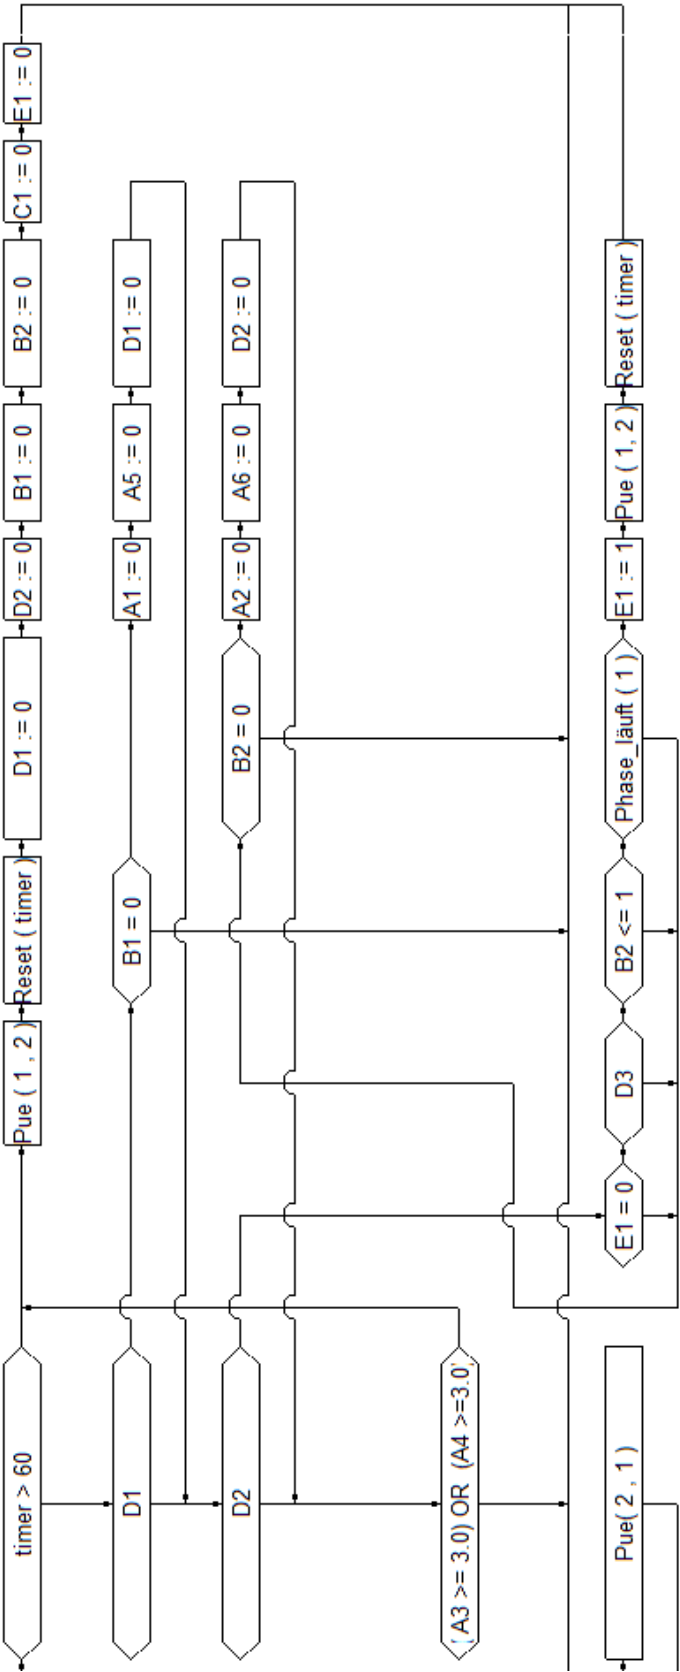 timer > 60
Pue ( 1 , 2 )
Reset ( timer )
D1 := 0
D2 := 0
B1 := 0
B2 := 0
C1 := 0
E1 := 0
D1
B1 = 0
A1 := 0
A5 := 0
D1 := 0
D2
B2 = 0
A2 := 0
A6 := 0
D2 := 0
( A3 >= 3.0) OR (A4 >=3.0)
Pue( 2 , 1 )
E1 = 0
D3
B2 <= 1
Phase_läuft ( 1 )
E1 := 1
Pue ( 1, 2 )
Reset ( timer )